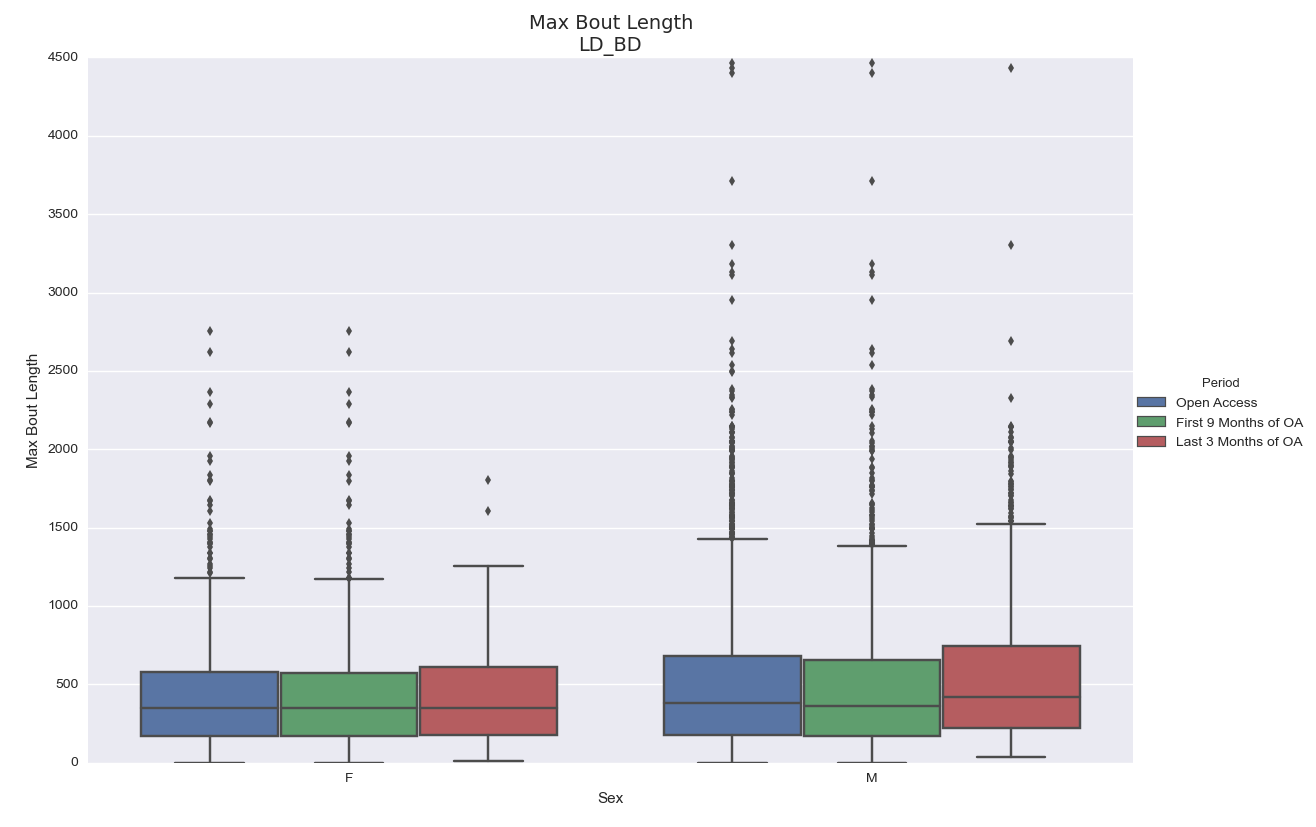 Max Bout Length
LD_BD
4500
4000
3500
3000
2500
2000
1500
1000
500
0
Max Bout Length
F
M
Sex
Period
Open Access
First 9 Months of OA
Last 3 Months of OA